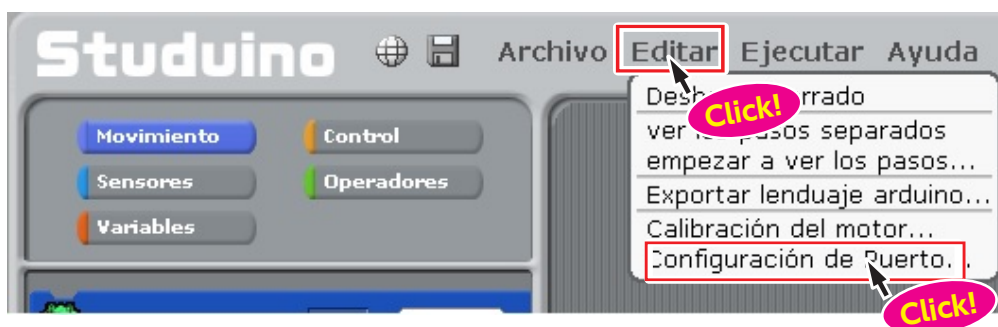 Studuino Archivo Editar Ejecutar Ayuda
Click!
rrado
ver pasos separados
empezar a ver los pasos...
Exportar lenduaje arduino...
Calibración del motor...
Configuración de Puerto...
Click!
Movimiento Control
Sensores Operadores
Variables